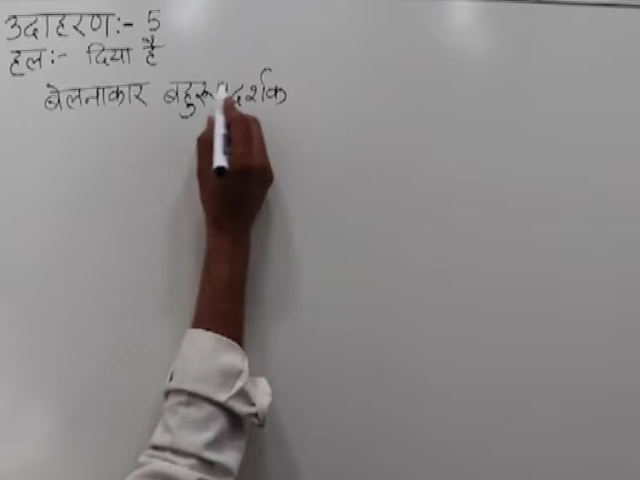 उदाहरण:- 5
हल:- दिया है
बेलनाकार बहुरूपदर्शक